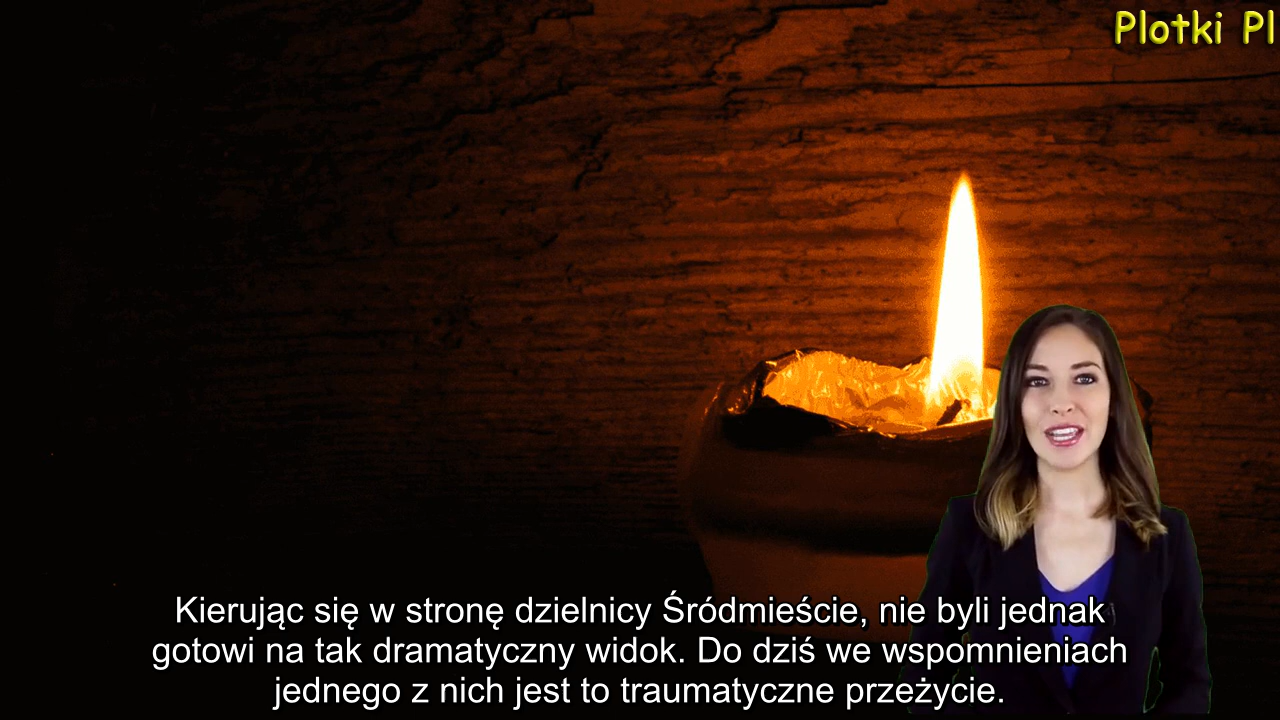 Plotki Pl
Kierując się w stronę dzielnicy Śródmieście, nie byli jednak
gotowi na tak dramatyczny widok. Do dziś we wspomnieniach
jednego z nich jest to traumatyczne przeżycie.